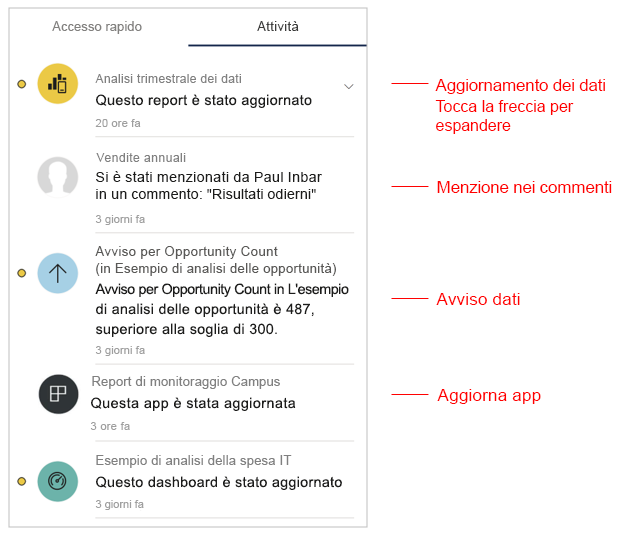 Accesso rapido
Attività
Analisi trimestrale dei dati
Questo report è stato aggiornato
20 ore fa
Aggiornamento dei dati
Tocca la freccia per
espandere
Vendite annuali
Si è stati menzionati da Paul Inbar
in un commento: "Risultati odierni"
3 giorni fa
Menzione nei commenti
Avviso per Opportunity Count
(in Esempio di analisi delle opportunità)
Avviso per Opportunity Count in L'esempio
di analisi delle opportunità è 487,
superiore alla soglia di 300.
3 giorni fa
Avviso dati
Report di monitoraggio Campus
Questa app è stata aggiornata
3 ore fa
Aggiorna app
Esempio di analisi della spesa IT
Questo dashboard è stato aggiornato
3 giorni fa